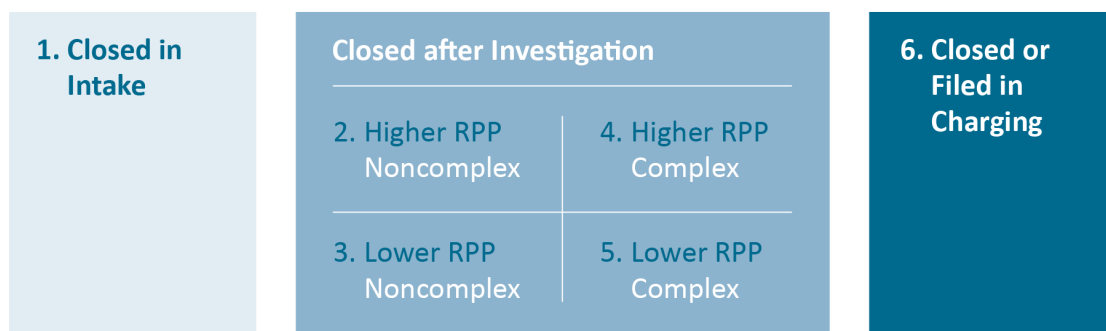 1. Closed in
Intake
Closed after Investigation
2. Higher RPP
Noncomplex
4. Higher RPP
Complex
3. Lower RPP
Noncomplex
5. Lower RPP
Complex
6. Closed or
Filed in
Charging